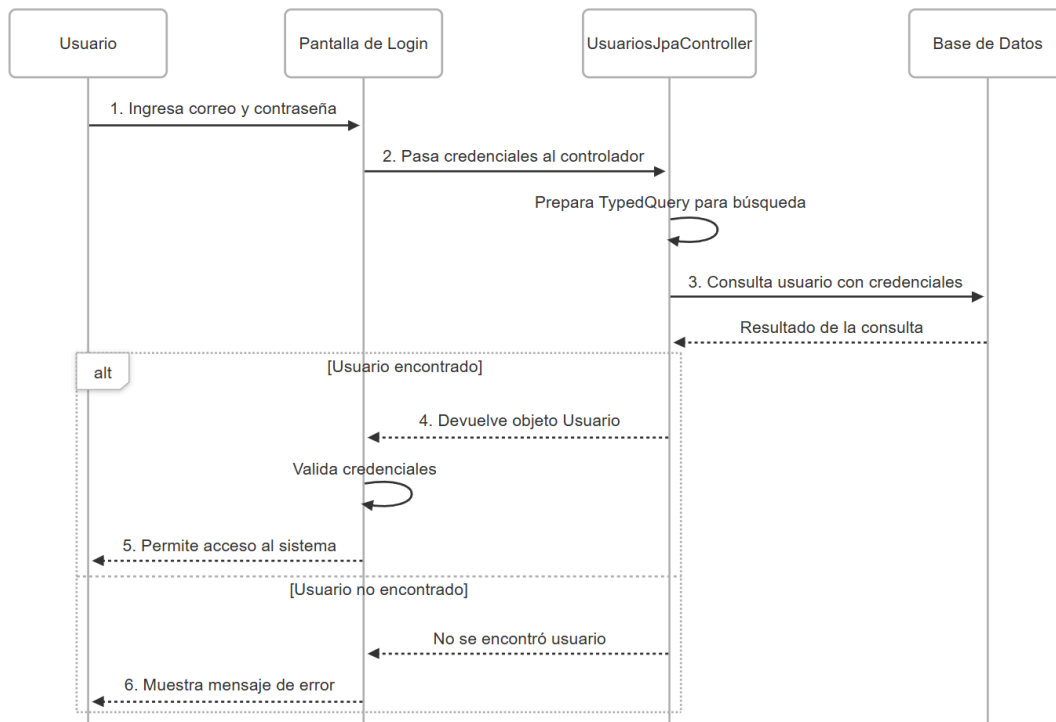 Usuario
Pantalla de Login
UsuariosJpaController
Base de Datos
1. Ingresa correo y contraseña
2. Pasa credenciales al controlador
Prepara TypedQuery para búsqueda
3. Consulta usuario con credenciales
Resultado de la consulta
alt
[Usuario encontrado]
4. Devuelve objeto Usuario
Valida credenciales
5. Permite acceso al sistema
[Usuario no encontrado]
No se encontró usuario
6. Muestra mensaje de error